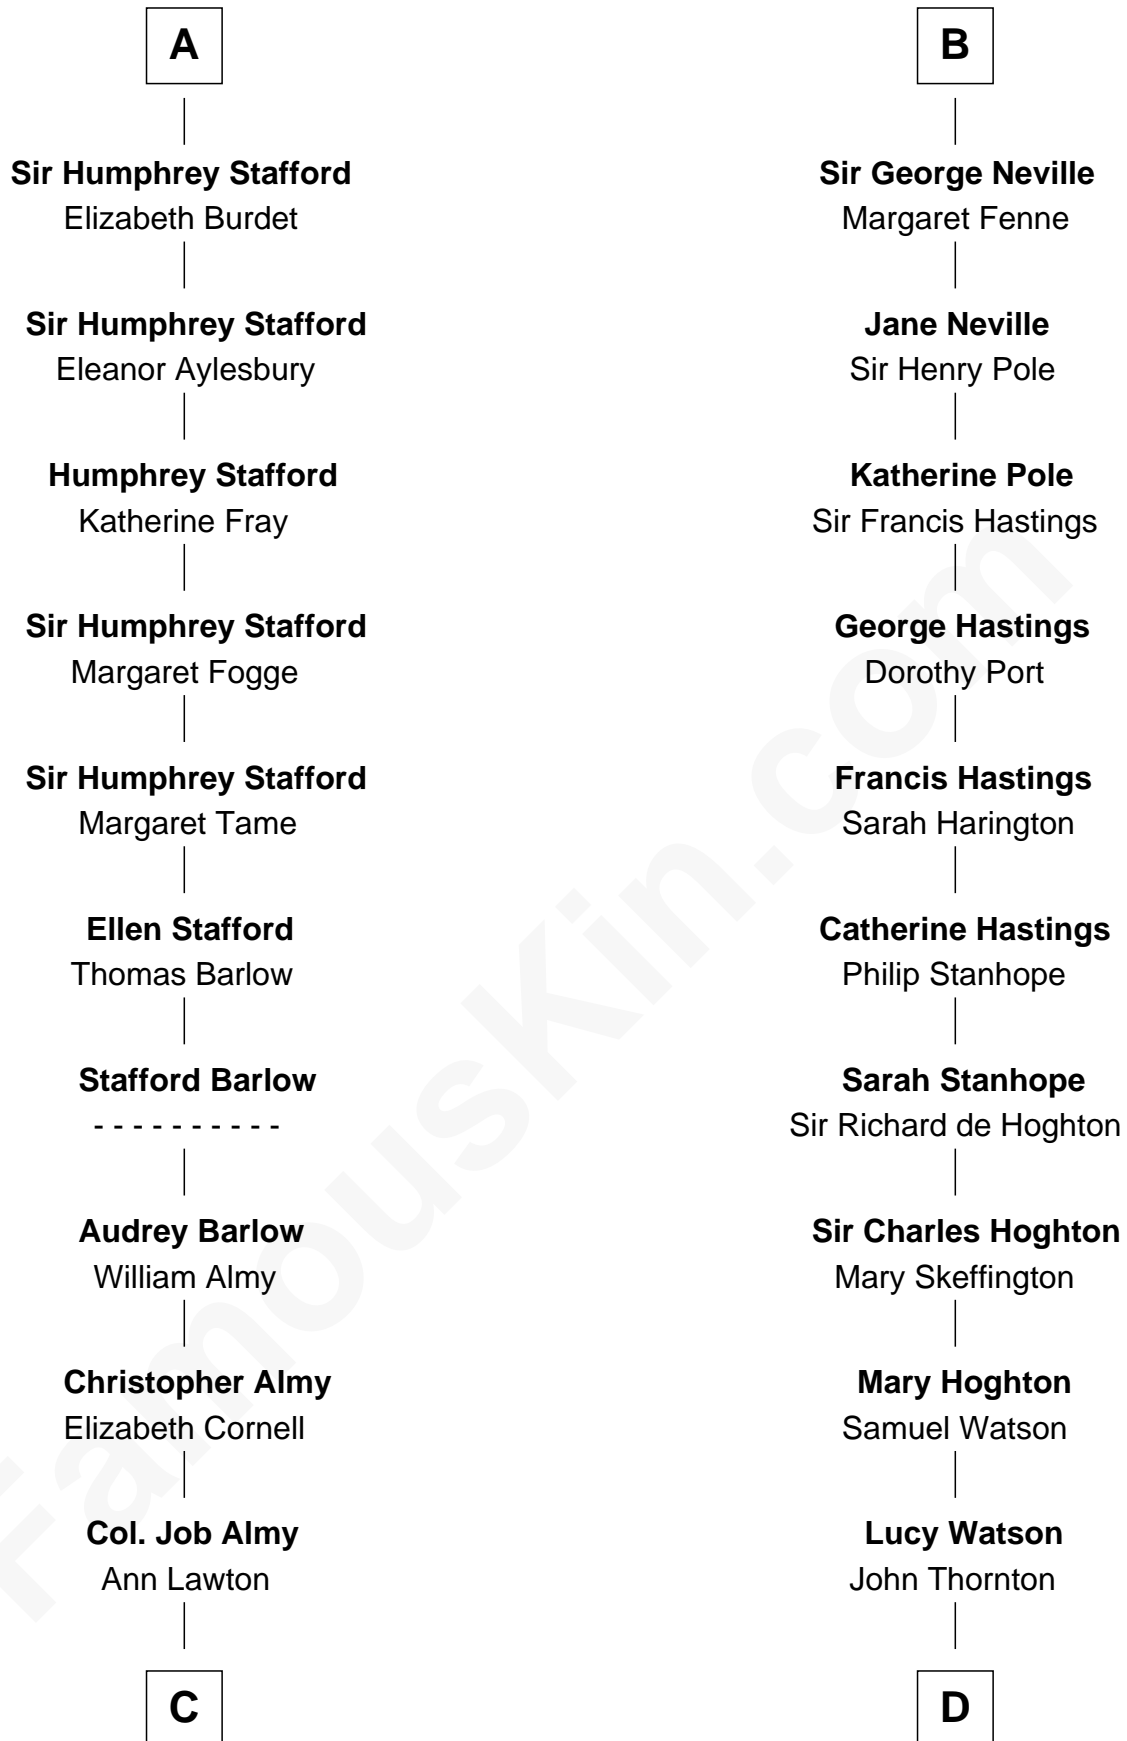 A
Sir Humphrey Stafford
Elizabeth Burdet
Sir Humphrey Stafford
Eleanor Aylesbury
Humphrey Stafford
Katherine Fray
Sir Humphrey Stafford
Margaret Fogge
Sir Humphrey Stafford
Margaret Tame
Ellen Stafford
Thomas Barlow
Stafford Barlow
- - - - - - - - - -
Audrey Barlow
William Almy
Christopher Almy
Elizabeth Cornell
Col. Job Almy
Ann Lawton
C
B
Sir George Neville
Margaret Fenne
Jane Neville
Sir Henry Pole
Katherine Pole
Sir Francis Hastings
George Hastings
Dorothy Port
Francis Hastings
Sarah Harington
Catherine Hastings
Philip Stanhope
Sarah Stanhope
Sir Richard de Hoghton
Sir Charles Hoghton
Mary Skeffington
Mary Hoghton
Samuel Watson
Lucy Watson
John Thornton
D
FamousKin.com